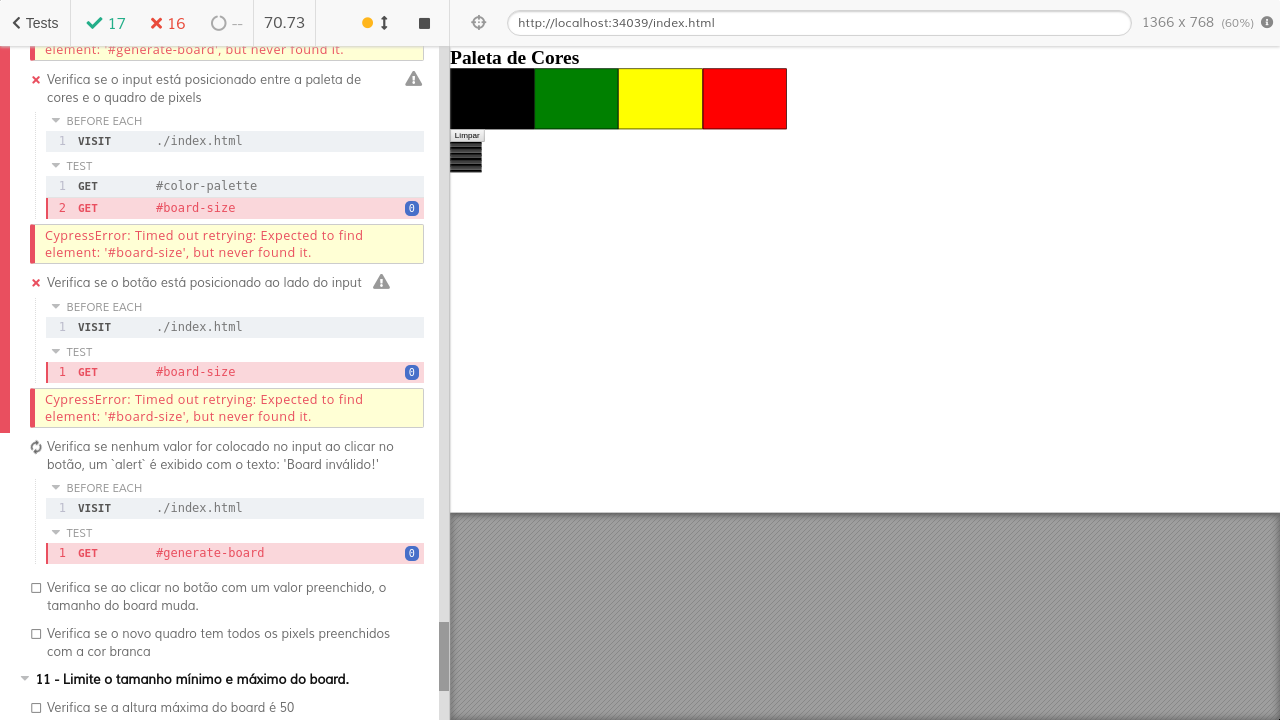 Tests
17
16
--
70.73
http://localhost:34039/index.html
1366 x 768 (60%)
element: '#generate-board', but never found it.
Verifica se o input está posicionado entre a paleta de
cores e o quadro de pixels
BEFORE EACH
1 VISIT ./index.html
TEST
1 GET #color-palette
2 GET #board-size 0
CypressError: Timed out retrying: Expected to find
element: '#board-size', but never found it.
Verifica se o botão está posicionado ao lado do input
BEFORE EACH
1 VISIT ./index.html
TEST
1 GET #board-size 0
CypressError: Timed out retrying: Expected to find
element: '#board-size', but never found it.
Verifica se nenhum valor for colocado no input ao clicar no
botão, um `alert` é exibido com o texto: 'Board inválido!'
BEFORE EACH
1 VISIT ./index.html
TEST
1 GET #generate-board 0
Verifica se ao clicar no botão com um valor preenchido, o
tamanho do board muda.
Verifica se o novo quadro tem todos os pixels preenchidos
com a cor branca
11 - Limite o tamanho mínimo e máximo do board.
Verifica se a altura máxima do board é 50
Paleta de Cores
Limpar